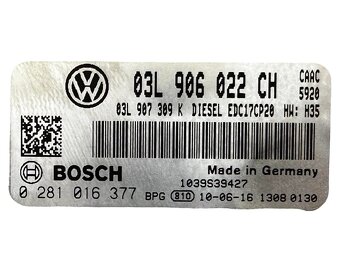 03L 906 022 CH CAAC
5920
03L 907 309 K DIESEL EDC17CP20 HW: H35
BOSCH
Made in Germany
1039S39427
0 281 016 377 BPG 810 10-06-16 1308 0130